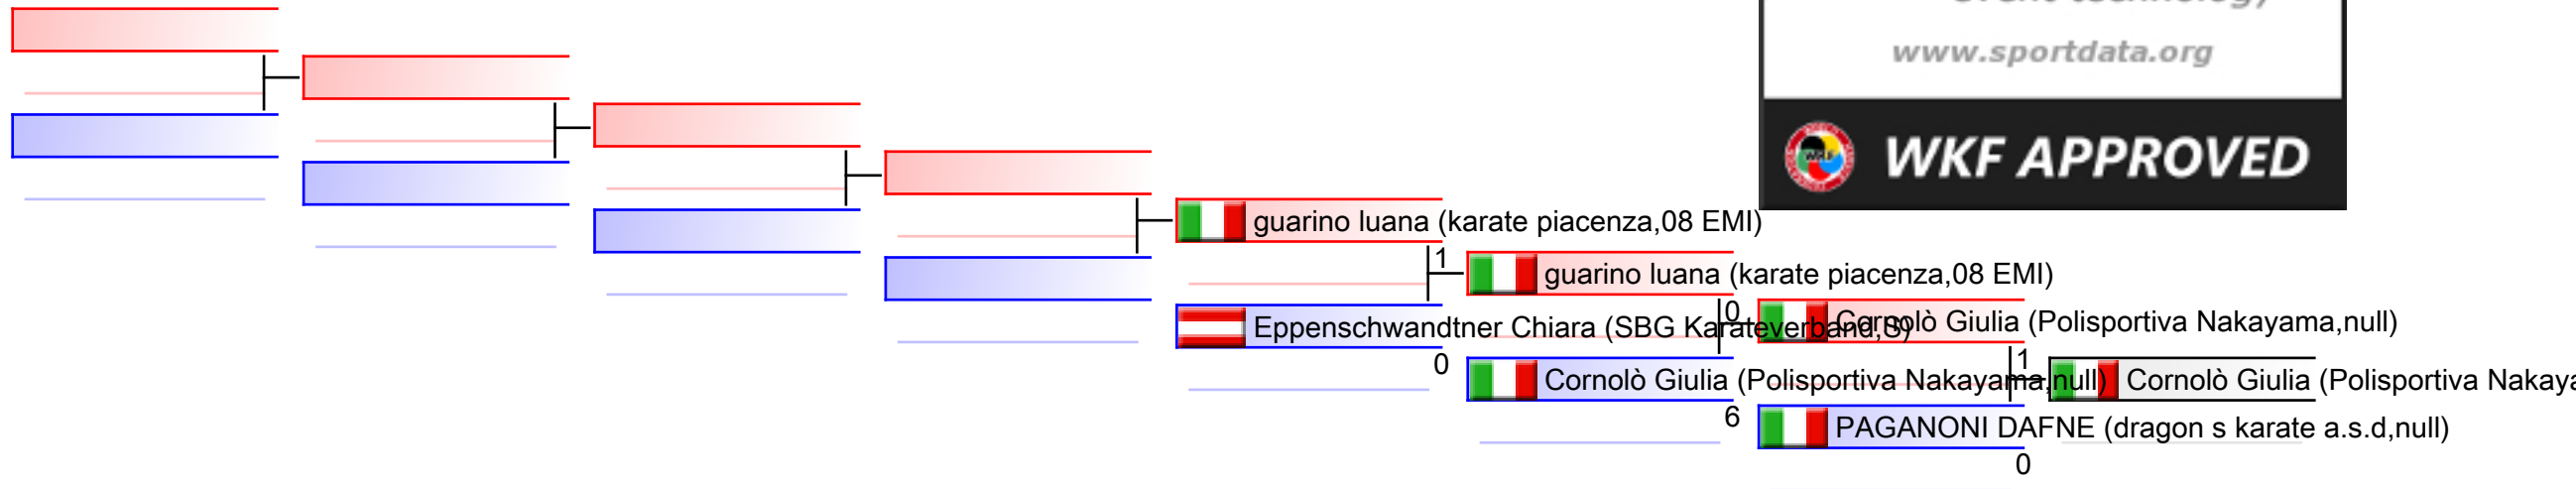 www.sportdata.org
WKF APPROVED
guarino luana (karate piacenza,08 EMI)
1
guarino luana (karate piacenza,08 EMI)
0
Eppenschwandtner Chiara (SBG Karateverband,S)
Cornolò Giulia (Polisportiva Nakayama,null)
0
1
Cornolò Giulia (Polisportiva Nakayama,null)
Cornolò Giulia (Polisportiva Nakaya
6
PAGANONI DAFNE (dragon s karate a.s.d,null)
0